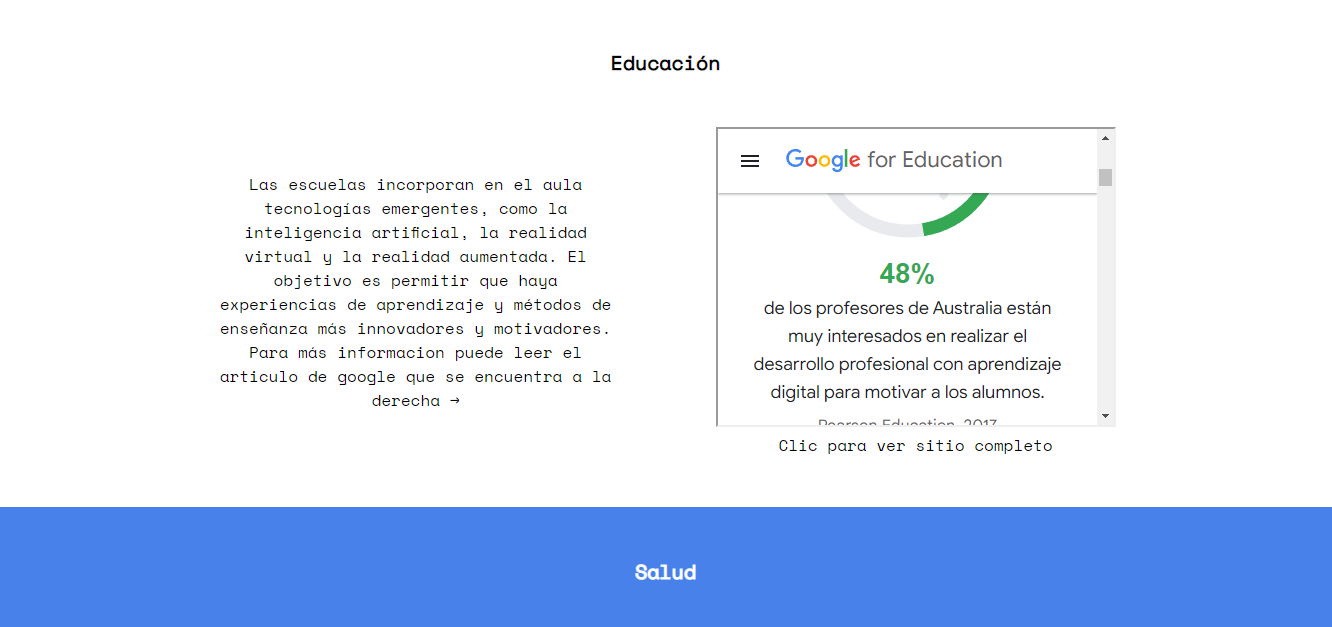 Educación
Las escuelas incorporan en el aula
tecnologías emergentes, como la
inteligencia artificial, la realidad
virtual y la realidad aumentada. El
objetivo es permitir que haya
experiencias de aprendizaje y métodos de
enseñanza más innovadores y motivadores.
Para más informacion puede leer el
articulo de google que se encuentra a la
derecha →
Google for Education
48%
de los profesores de Australia están
muy interesados en realizar el
desarrollo profesional con aprendizaje
digital para motivar a los alumnos.
Pearson Education, 2017
Clic para ver sitio completo
Salud